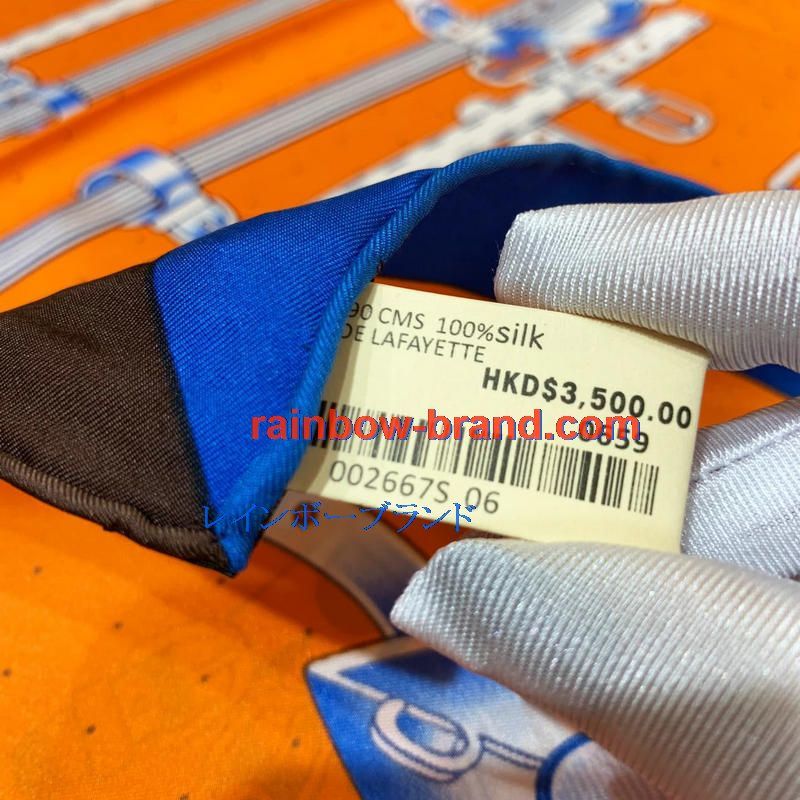 90 CMS 100%silk
DE LAFAYETTE
HKD$3,500.00
rainbow-brand.com
002667S 06
レインボーブランド